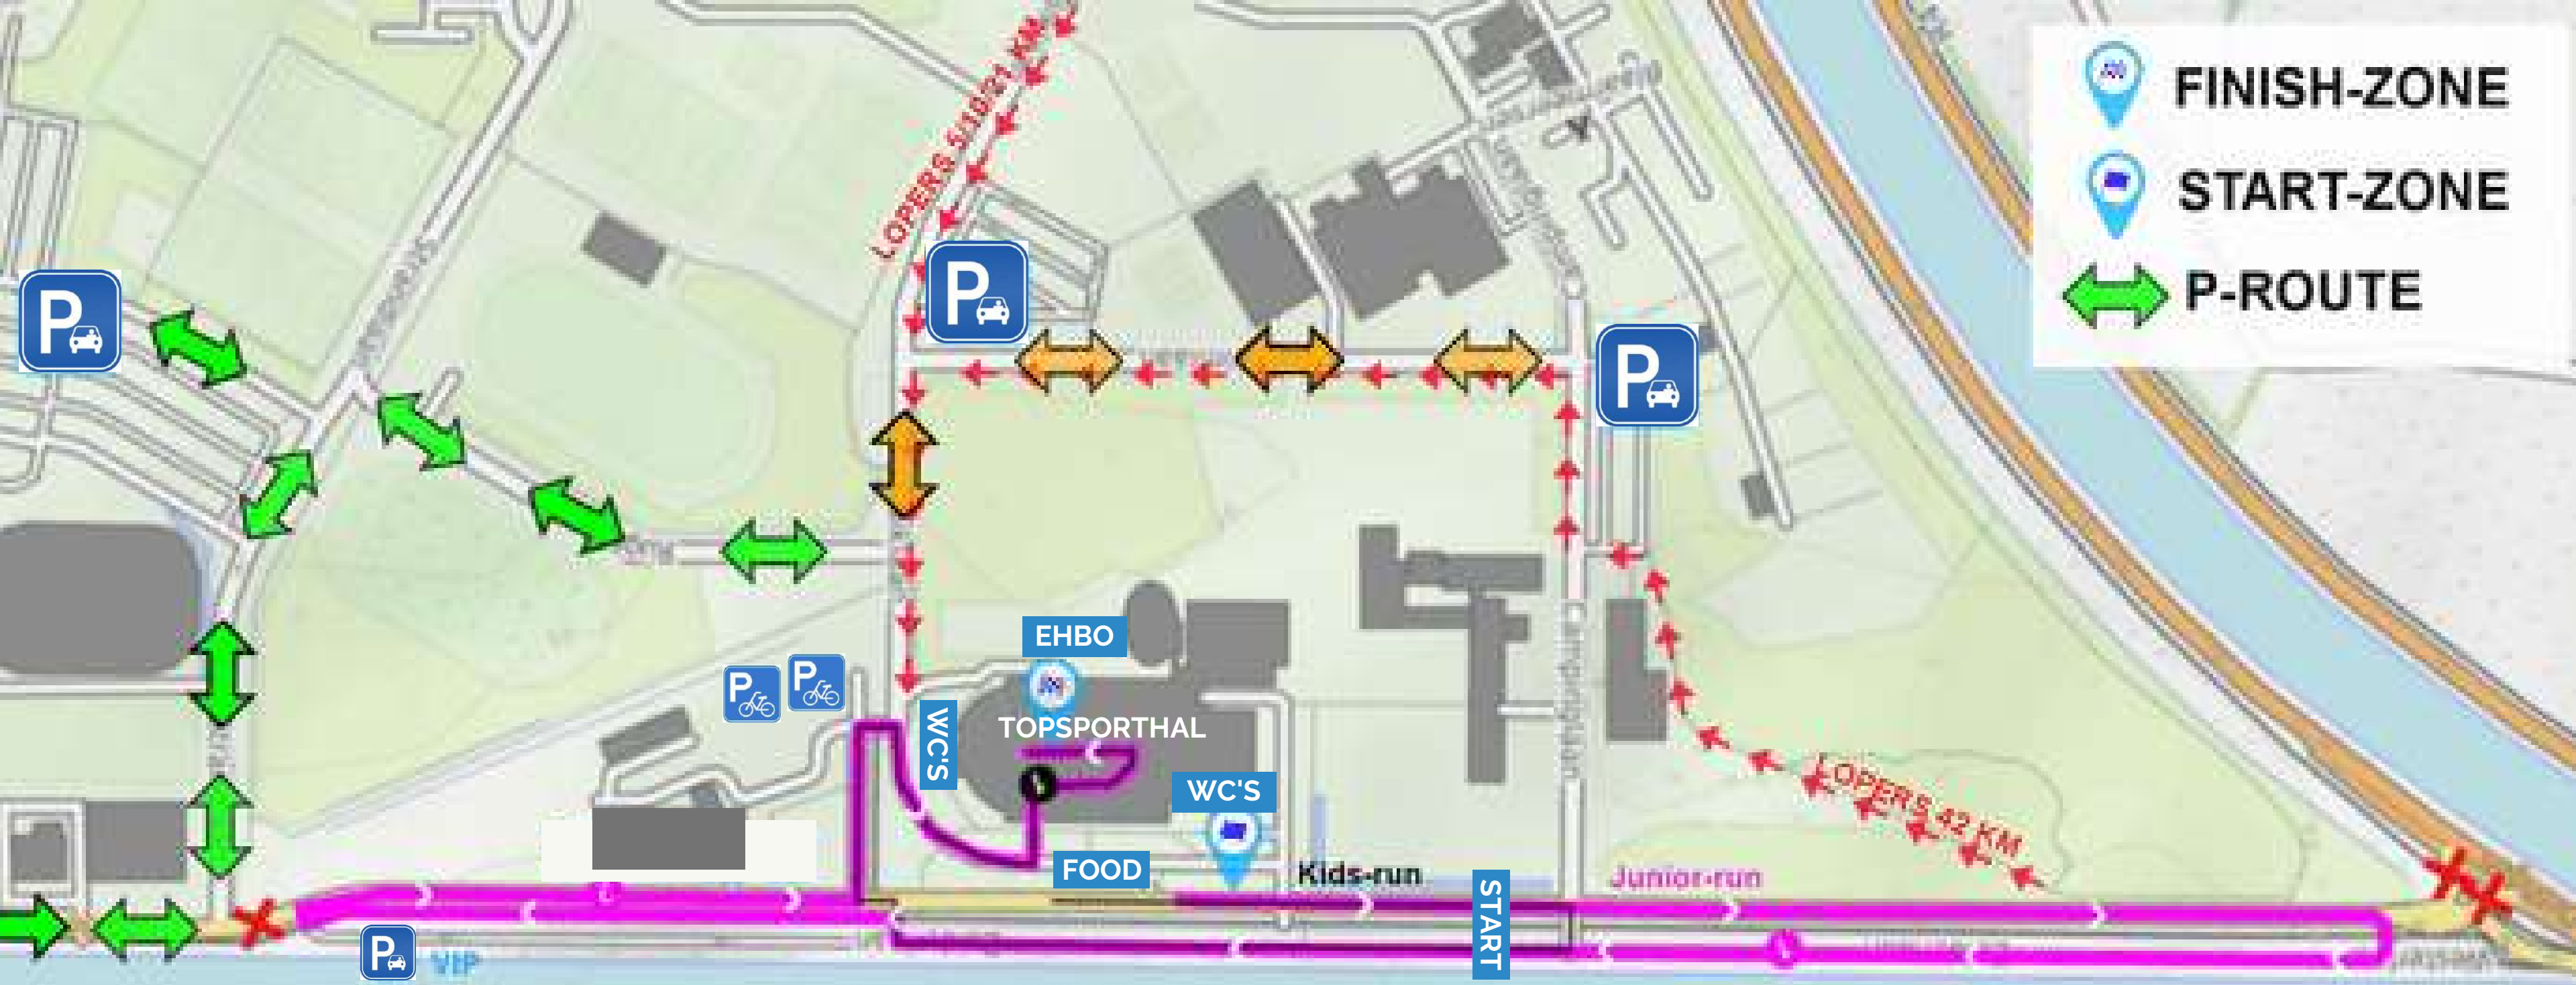 LOPERS 5/10/21 KM
FINISH-ZONE
START-ZONE
P-ROUTE
P
P
P
EHBO
P
P
WC'S
TOPSPORTHAL
WC'S
LOPERS 42 KM
FOOD
Kids-run
START
Junior-run
P
VIP